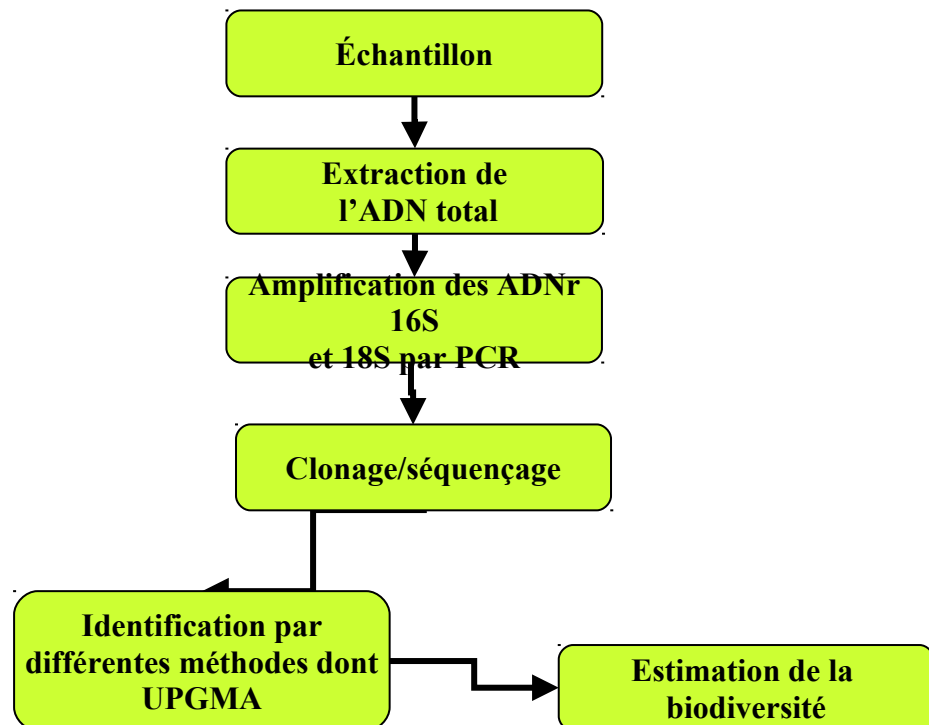 Échantillon
Extraction de
l’ADN total
Amplification des ADNr
16S
et 18S par PCR
Clonage/séquençage
Identification par
différentes méthodes dont
UPGMA
Estimation de la
biodiversité